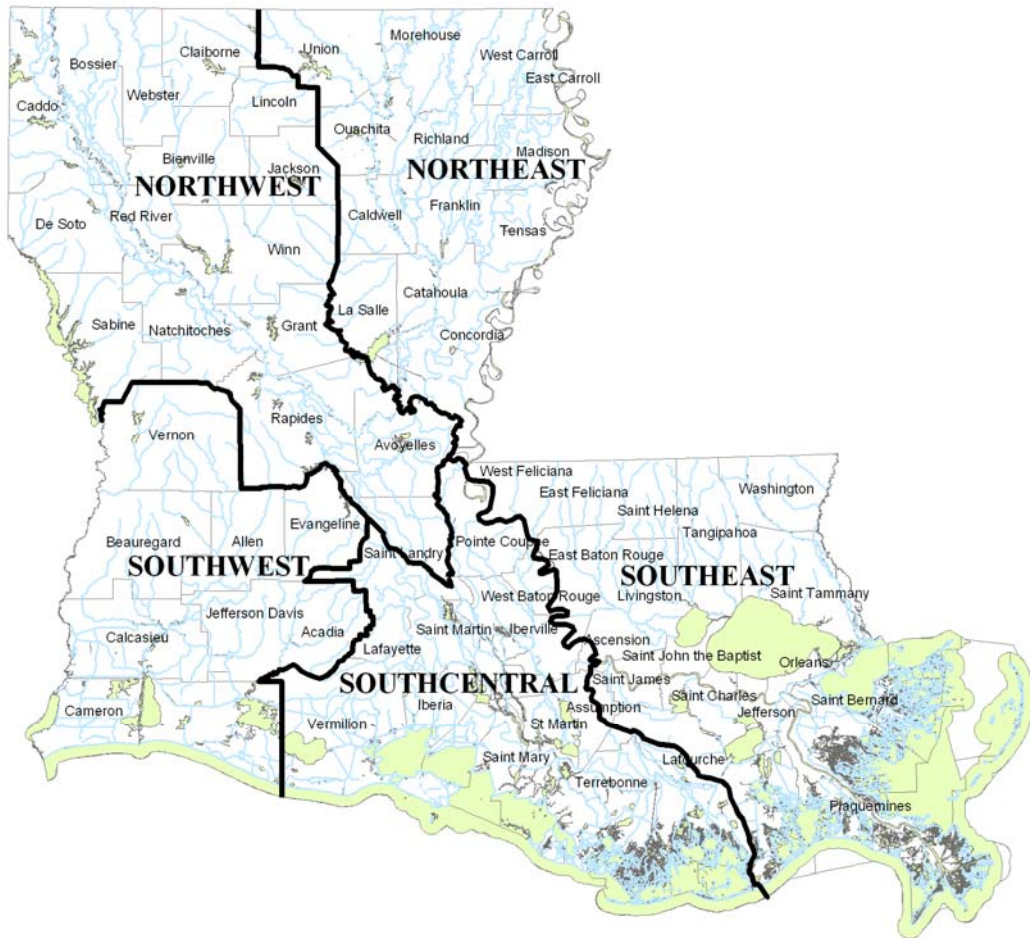 Morehouse
Claiborne
Union
West Carroll
Bossier
East Carroll
Webster
Lincoln
Caddo
Ouachita
Richland
Madison
Bienville
Jackson
NORTHWEST
NORTHEAST
Franklin
Red River
Caldwell
De Soto
Tensas
Winn
Catahoula
La Salle
Sabine
Natchitoches
Grant
Concordia
Rapides
Vernon
Avoyelles
West Feliciana
East Feliciana
Washington
Saint Helena
Evangeline
Tangipahoa
Beauregard
Allen
Saint Landry
Pointe Coupee
East Baton Rouge
SOUTHWEST
SOUTHEAST
West Baton Rouge
Livingston
Saint Tammany
Jefferson Davis
Calcasieu
Acadia
Saint Martin
Iberville
Ascension
Lafayette
Saint John the Baptist
Orleans
SOUTHCENTRAL
Saint James
Saint Charles
Saint Bernard
Cameron
Iberia
Assumption
Jefferson
Vermilion
St Martin
Saint Mary
Lafourche
Terrebonne
Plaquemines